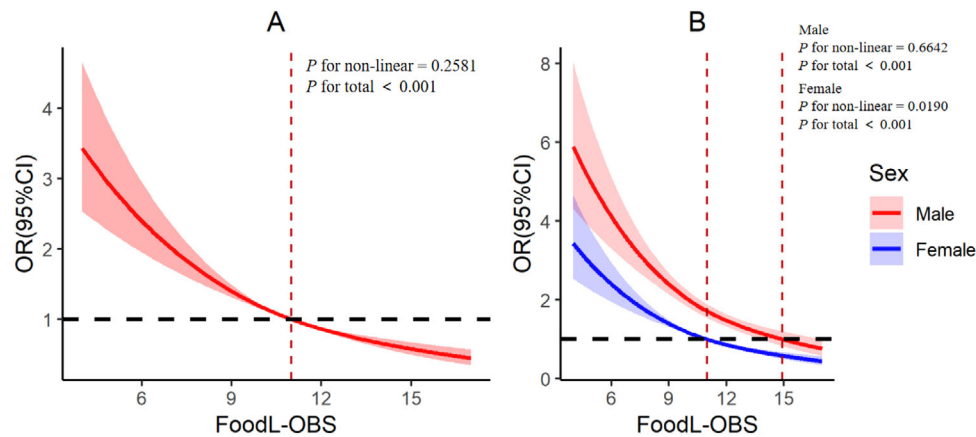 A
P for non-linear = 0.2581
P for total < 0.001
OR(95%CI)
4
3
2
1
6
9
12
15
FoodL-OBS
B
Male
P for non-linear = 0.6642
P for total < 0.001
Female
P for non-linear = 0.0190
P for total < 0.001
OR(95%CI)
8
6
4
2
0
6
9
12
15
FoodL-OBS
Sex
Male
Female